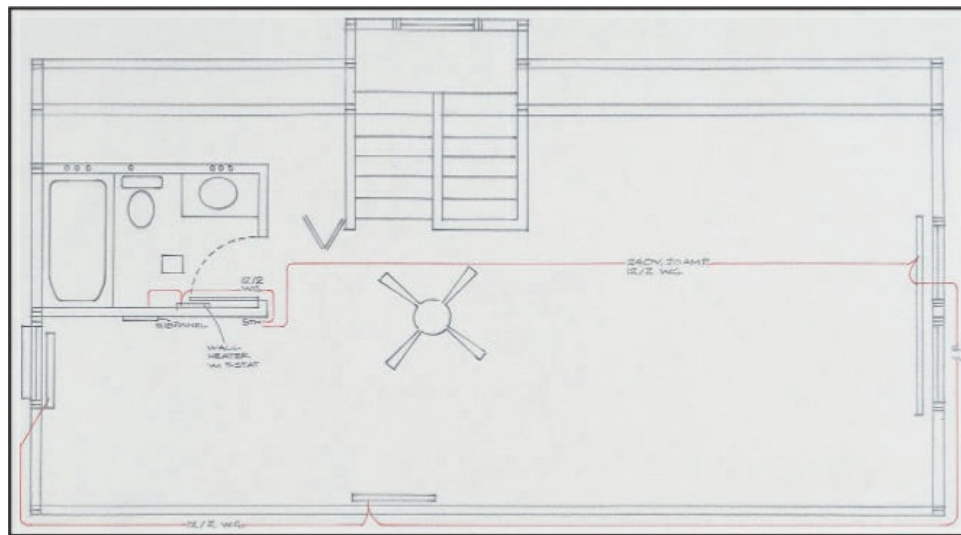 240V, 20 AMP
12/2 W.G.
12/2
W.G.
SUBPANEL
STH
WALL
HEATER
W/ T-STAT
12/2 W.G.